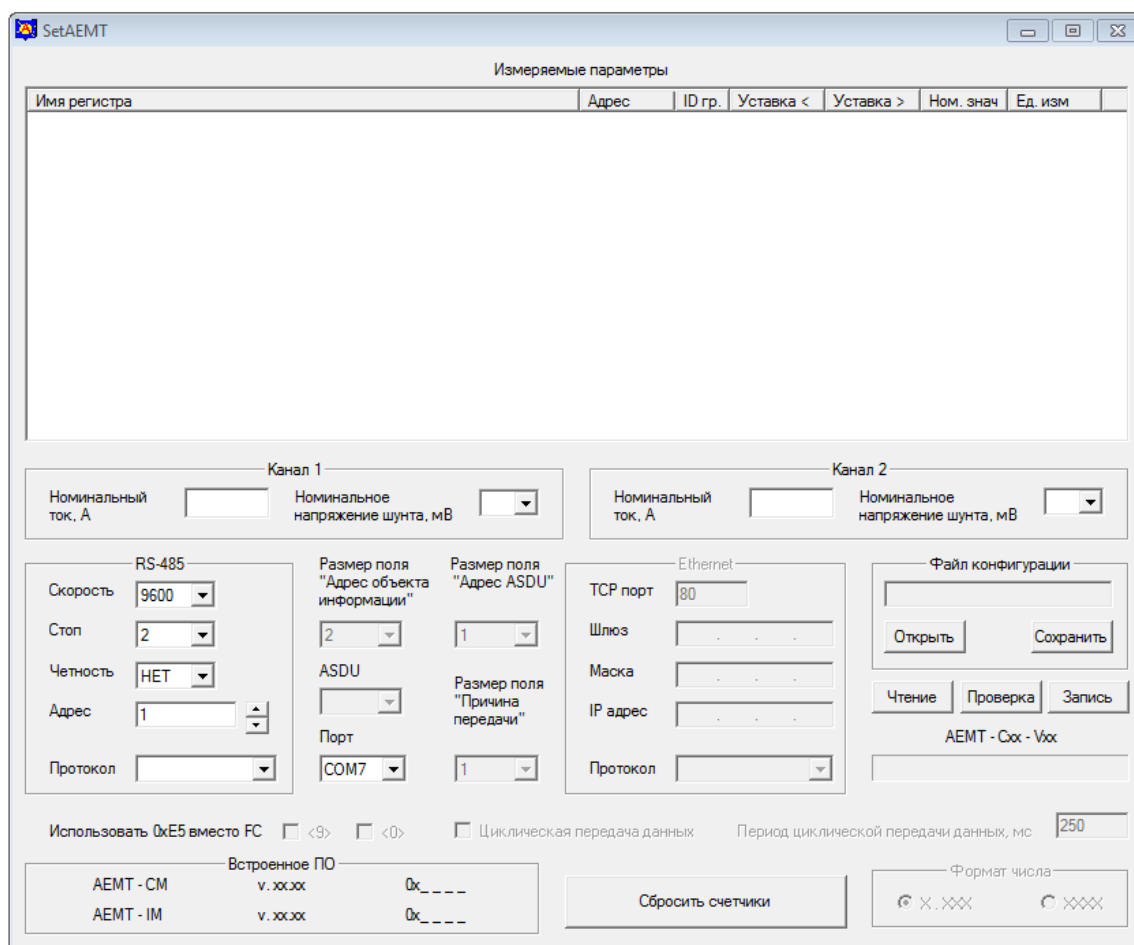 SetAEMT
Измеряемые параметры
Имя регистра Адрес ID гр. Уставка < Уставка > Ном. знач Ед. изм
Канал 1
Номинальный
ток, А
Номинальное
напряжение шунта, мВ
Канал 2
Номинальный
ток, А
Номинальное
напряжение шунта, мВ
RS-485
Скорость 9600
Стоп 2
Четность НЕТ
Адрес 1
Протокол
Размер поля
"Адрес объекта
информации"
2
ASDU
Порт
COM7
Размер поля
"Адрес ASDU"
1
Размер поля
"Причина
передачи"
1
Ethernet
TCP порт 80
Шлюз . . .
Маска . . .
IP адрес . . .
Протокол
Файл конфигурации
Открыть Сохранить
Чтение Проверка Запись
AEMT - Cxx - Vxx
Использовать 0xE5 вместо FC <9> <0> Циклическая передача данных Период циклической передачи данных, мс 250
Встроенное ПО
AEMT - CM v. xx.xx 0x_ _ _ _
AEMT - IM v. xx.xx 0x_ _ _ _
Сбросить счетчики
Формат числа
X . XXX XXXX